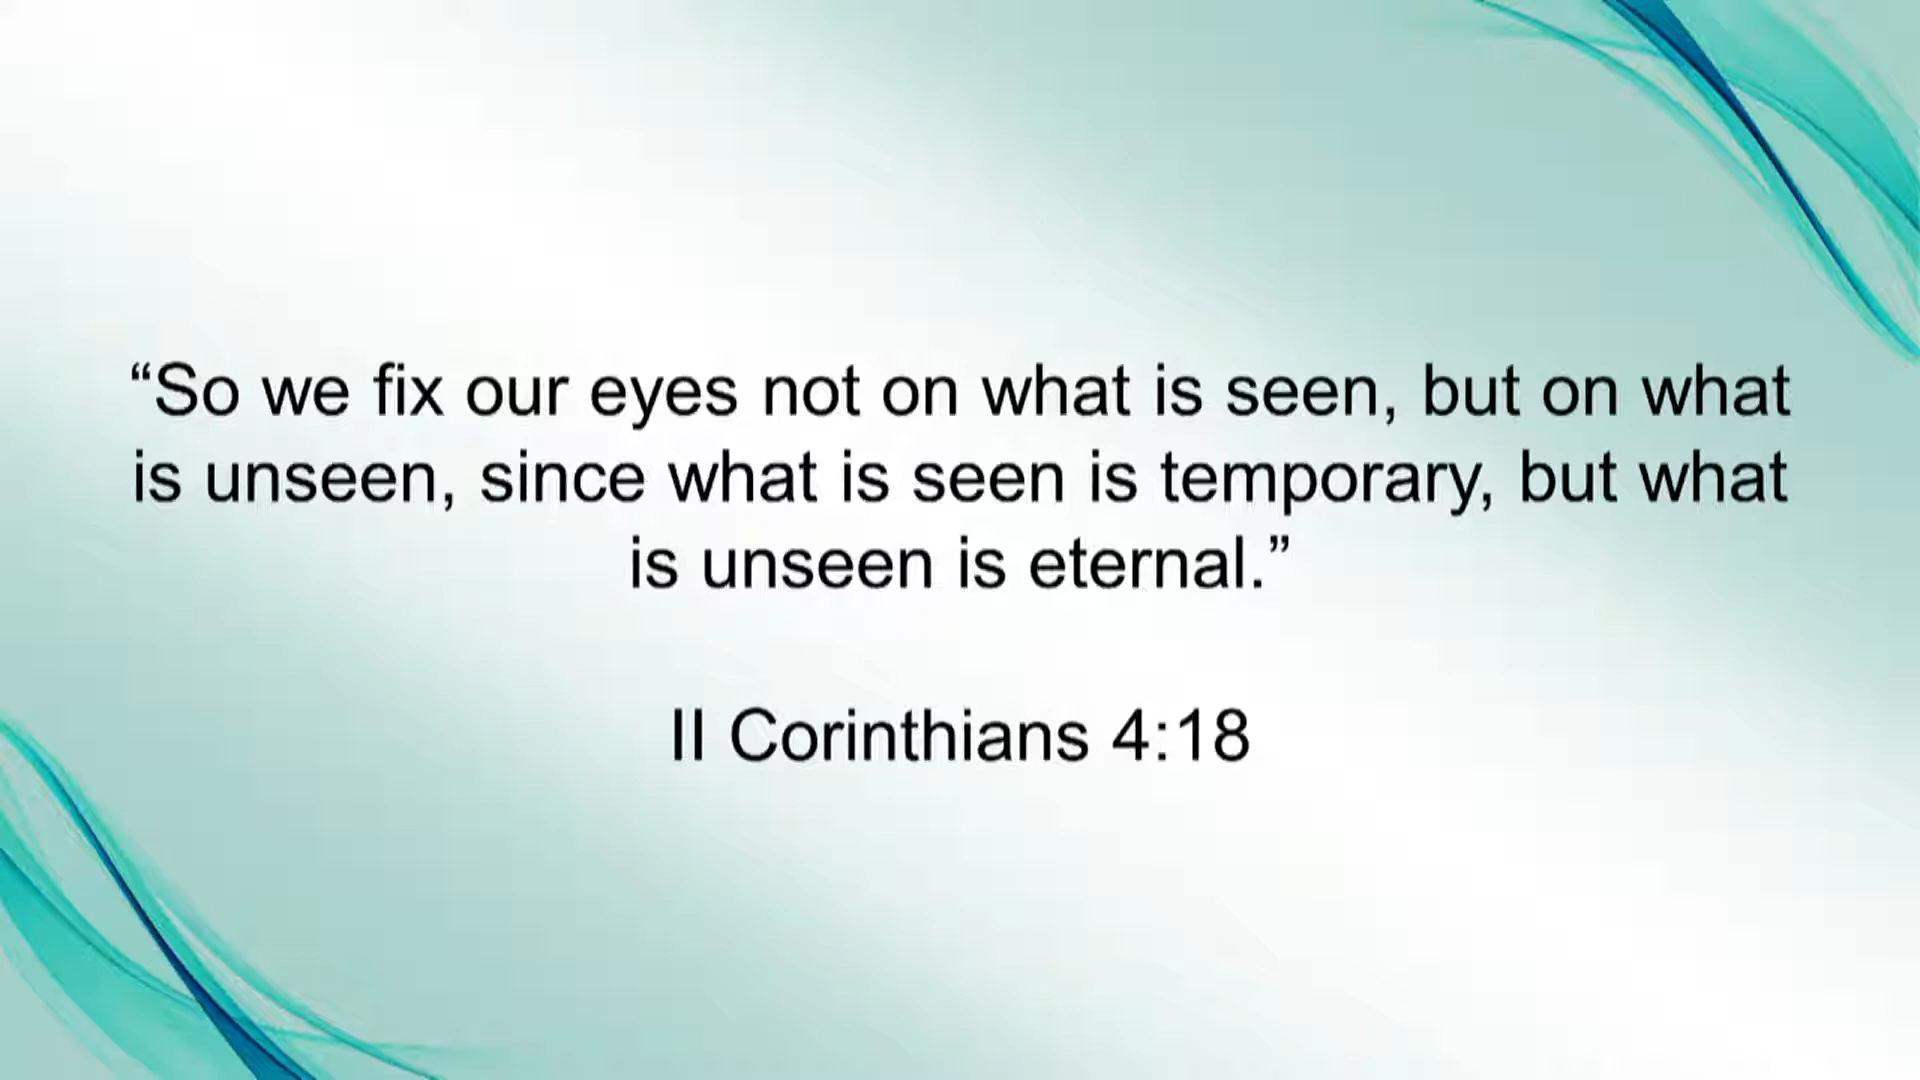 “So we fix our eyes not on what is seen, but on what
is unseen, since what is seen is temporary, but what
is unseen is eternal.”
II Corinthians 4:18